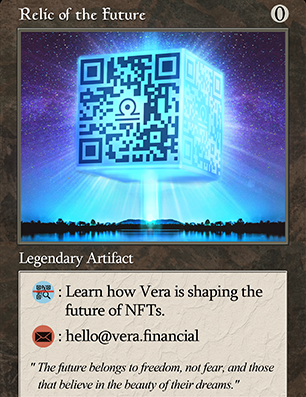 Relic of the Future 0
Legendary Artifact
: Learn how Vera is shaping the
future of NFTs.
: hello@vera.financial
" The future belongs to freedom, not fear, and those
that believe in the beauty of their dreams."